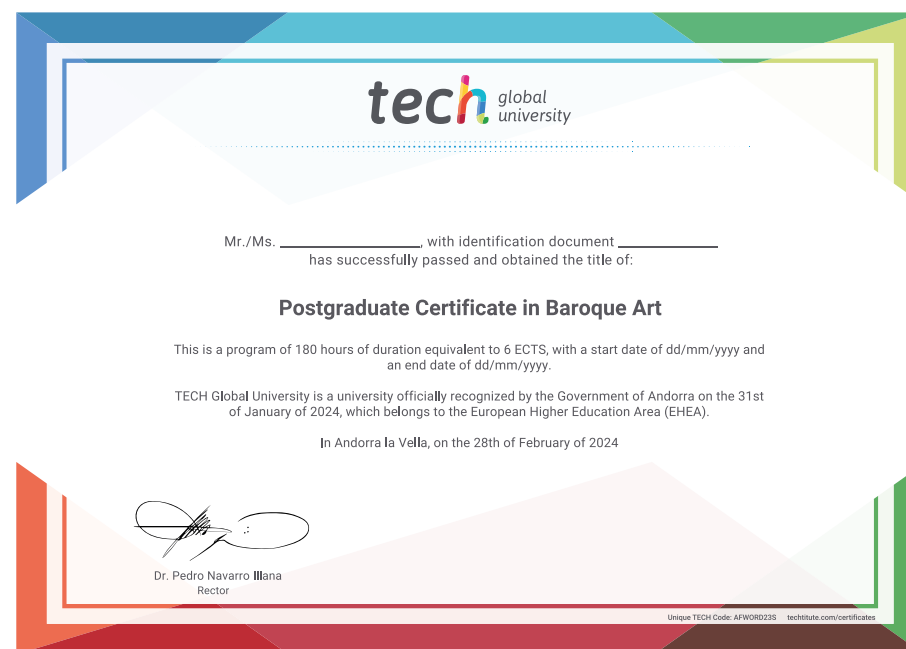 tech global
university
Mr./Ms. ____________, with identification document ____________
has successfully passed and obtained the title of:
Postgraduate Certificate in Baroque Art
This is a program of 180 hours of duration equivalent to 6 ECTS, with a start date of dd/mm/yyyy and
an end date of dd/mm/yyyy.
TECH Global University is a university officially recognized by the Government of Andorra on the 31st
of January of 2024, which belongs to the European Higher Education Area (EHEA).
In Andorra la Vella, on the 28th of February of 2024
Dr. Pedro Navarro Illana
Rector
Unique TECH Code: AFWORD23S techtitute.com/certificates